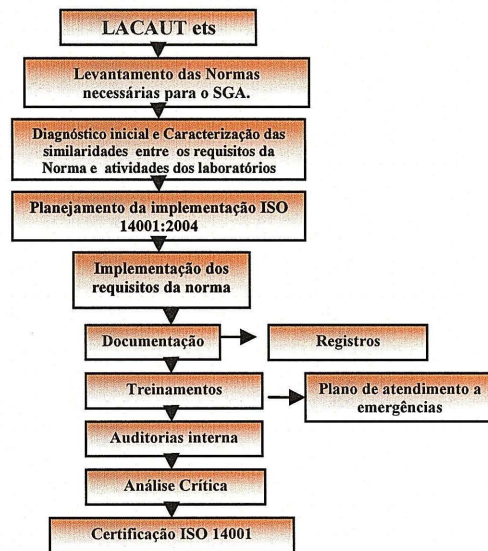 LACAUT ets
Levantamento das Normas
necessárias para o SGA.
Diagnóstico inicial e Caracterização das
similaridades entre os requisitos da
Norma e atividades dos laboratórios
Planejamento da implementação ISO
14001:2004
Implementação dos
requisitos da norma
Documentação
Registros
Treinamentos
Plano de atendimento a
emergências
Auditorias interna
Análise Crítica
Certificação ISO 14001